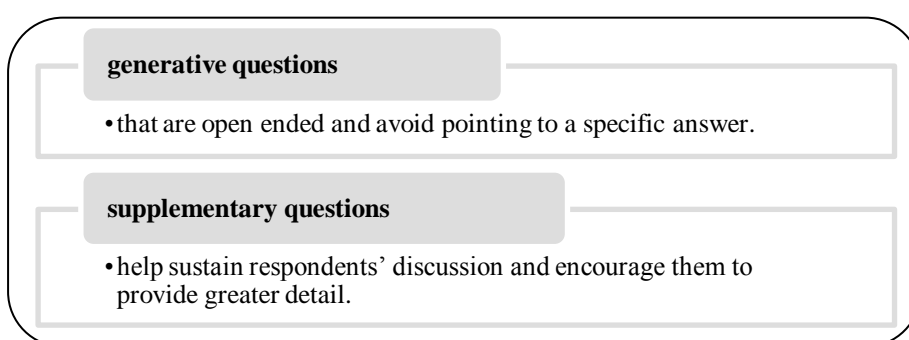 generative questions
•that are open ended and avoid pointing to a specific answer.
supplementary questions
•help sustain respondents’ discussion and encourage them to
provide greater detail.